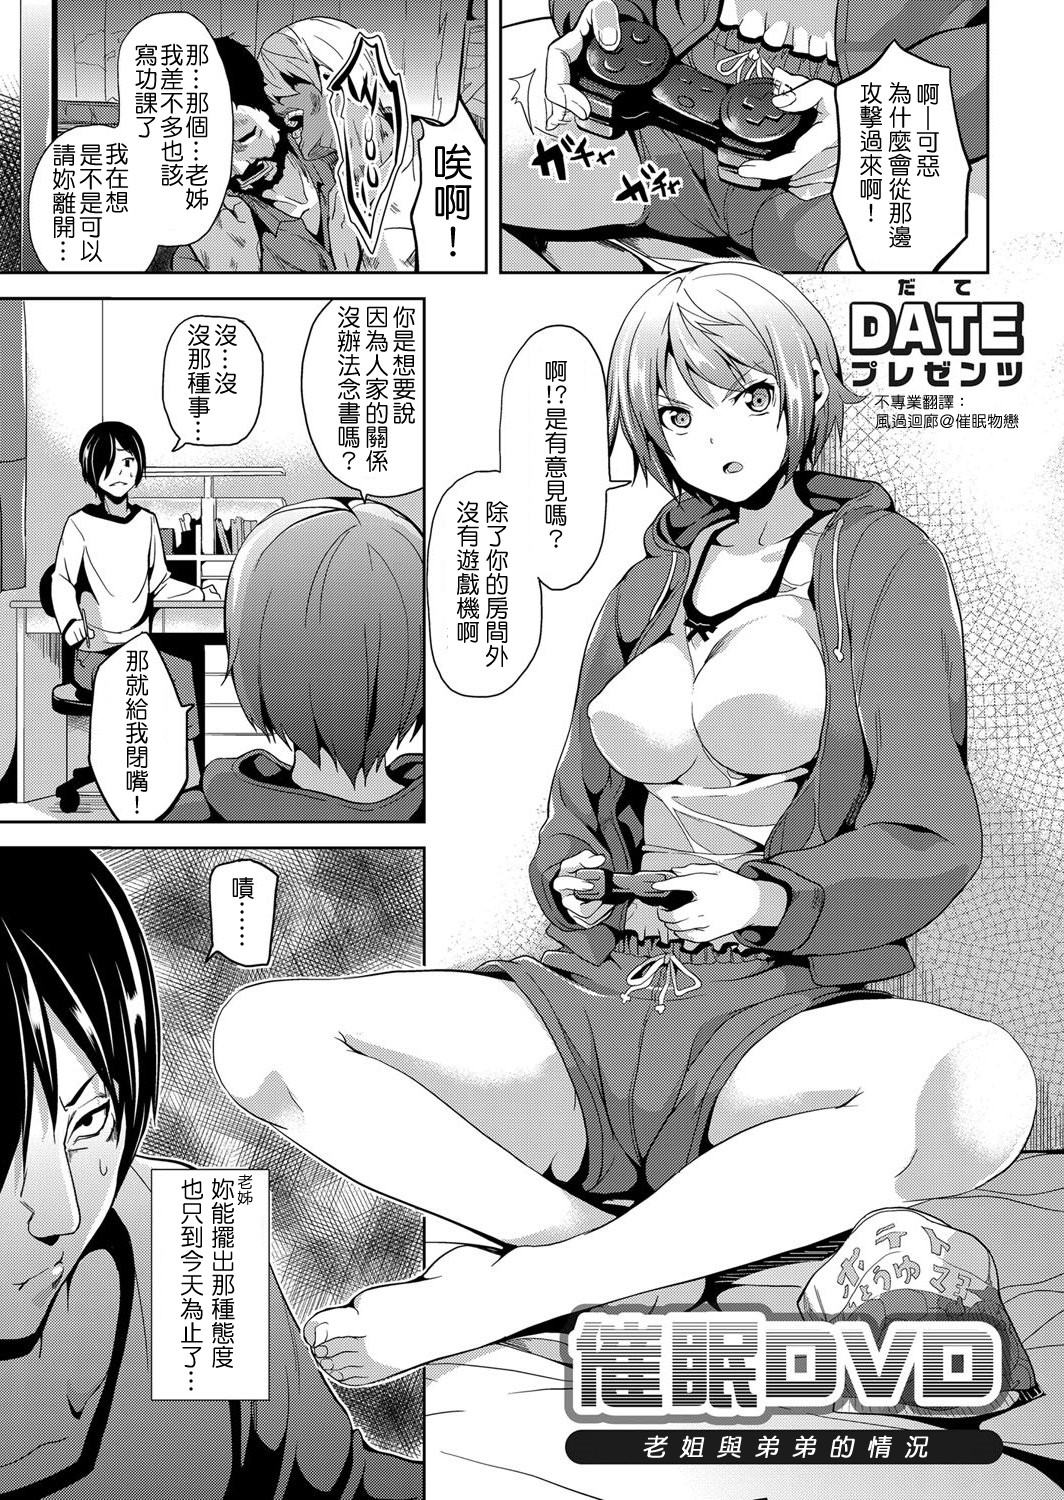 啊—可惡
為什麼會從那邊
攻擊過來啊！
ガチャ
ガチャ
唉啊！
那…那個…老姊
我差不多也該
寫功課了
我在想
是不是可以
請妳離開…
だて
DATE
プレゼンツ
不專業翻譯：
風過迴廊@催眠物戀
啊!?是有意見嗎？
除了你的房間外
沒有遊戲機啊
你是想要說
因為人家的關係
沒辦法念書嗎？
沒…沒
沒那種事…
那就給我閉嘴！
嘖……
老姊
妳能擺出那種態度
也只到今天為止了…
催眠DVD
老姐與弟弟的情況